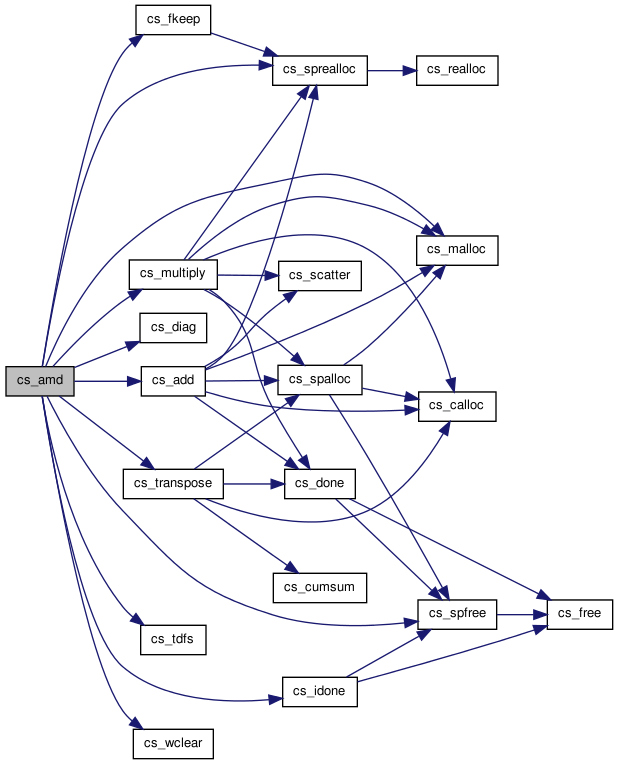 cs_fkeep
cs_sprealloc
cs_realloc
cs_malloc
cs_multiply
cs_scatter
cs_diag
cs_amd
cs_add
cs_spalloc
cs_calloc
cs_transpose
cs_done
cs_cumsum
cs_spfree
cs_free
cs_tdfs
cs_idone
cs_wclear